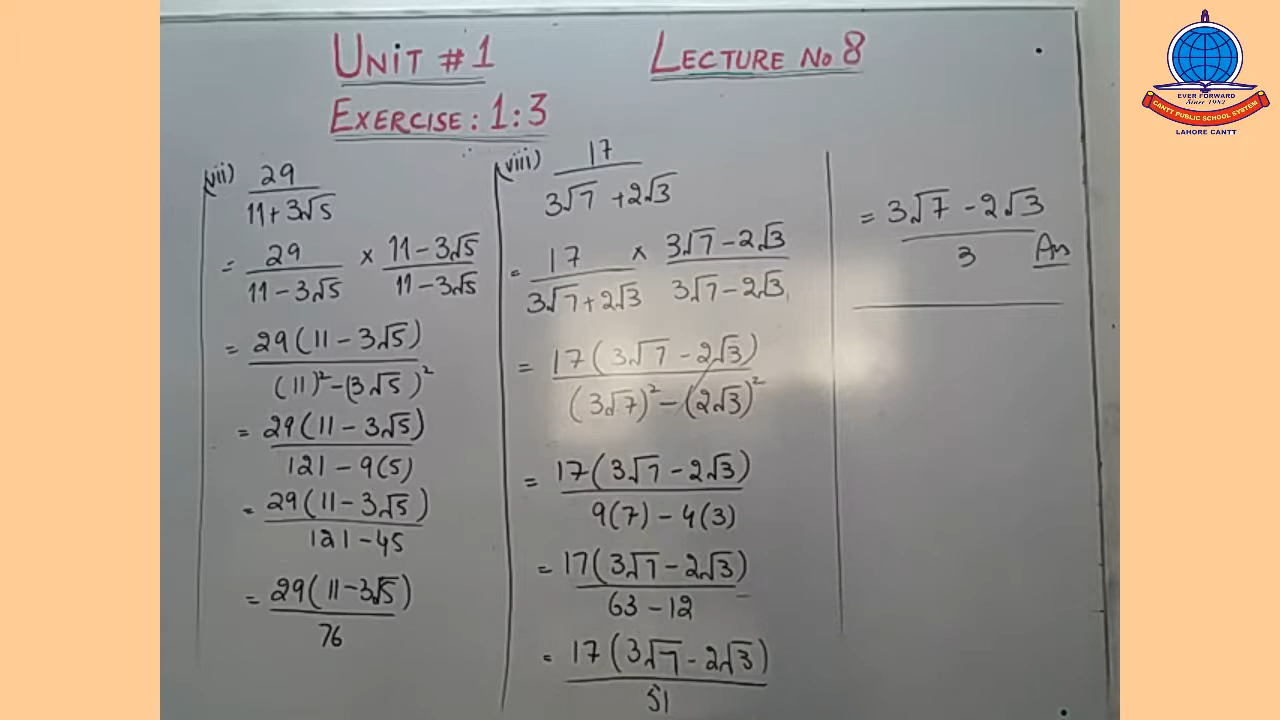 UNIT # 1
LECTURE No 8
EXERCISE: 1:3
EVER FORWARD
Since 1982
CANTT PUBLIC SCHOOL SYSTEM
LAHORE CANTT
vii) 29
11+3√5
= 29 × 11-3√5
11-3√5 11-3√5
= 29(11-3√5)
(11)²-(3√5)²
= 29(11-3√5)
121-9(5)
= 29(11-3√5)
121-45
= 29(11-3√5)
76
viii) 17
3√7+2√3
= 17 × 3√7-2√3
3√7+2√3 3√7-2√3
= 17(3√7-2√3)
(3√7)²-(2√3)²
= 17(3√7-2√3)
9(7)-4(3)
= 17(3√7-2√3)
63-12
= 17(3√7-2√3)
51
= 3√7-2√3
3 Ans